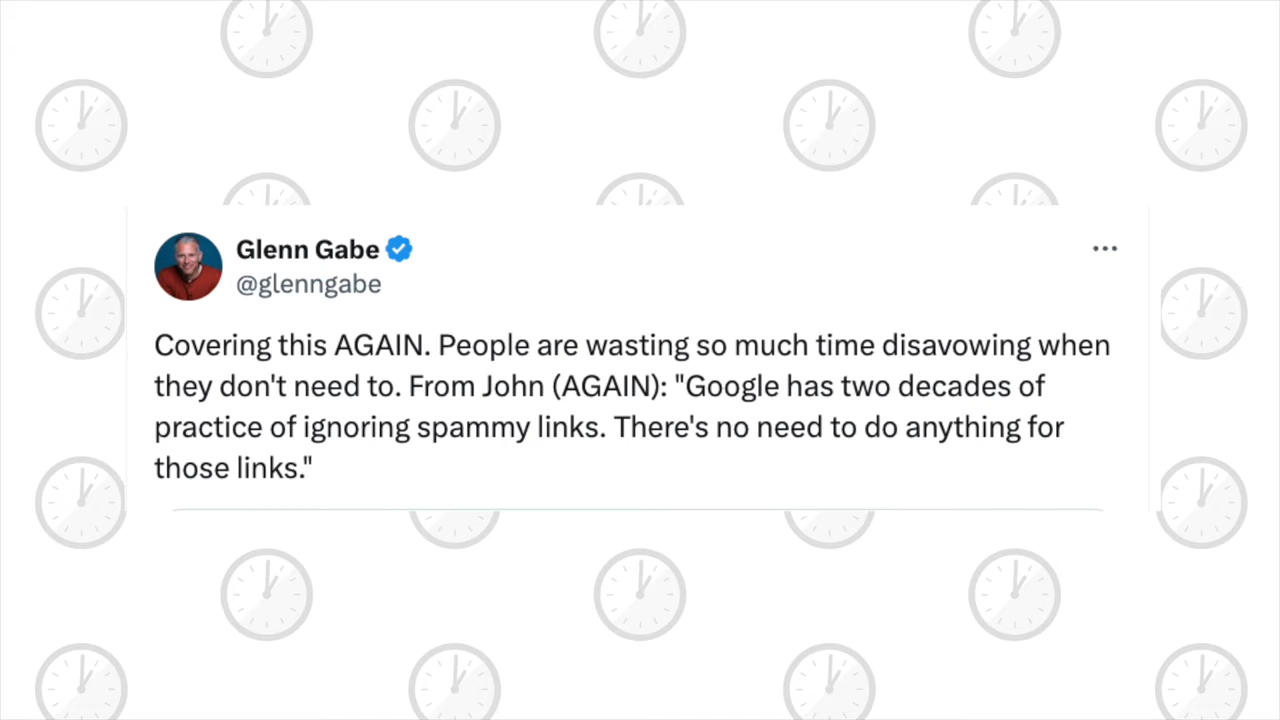 Glenn Gabe
@glenngabe
Covering this AGAIN. People are wasting so much time disavowing when
they don't need to. From John (AGAIN): "Google has two decades of
practice of ignoring spammy links. There's no need to do anything for
those links."